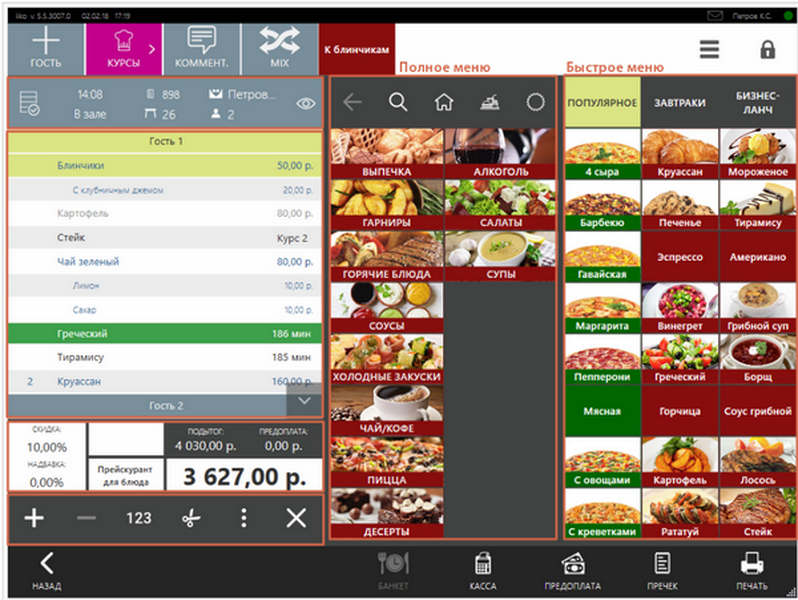 iiko v. 5.5.3007.0 02.02.18 17:19
Петров К.С.
ГОСТЬ
КУРСЫ
КОММЕНТ.
MIX
К блинчикам
Полное меню
Быстрое меню
14:08 898 Петров...
В зале 26 2
Гость 1
Блинчики 50,00 р.
С клубничным джемом 20,00 р.
Картофель 80,00 р.
Стейк Курс 2
Чай зеленый 80,00 р.
Лимон 10,00 р.
Сахар 10,00 р.
Греческий 186 мин
Тирамису 185 мин
2 Круассан 160,00 р.
Гость 2
СКИДКА:
10,00%
НАДБАВКА:
0,00%
Прейскурант
для блюда
ПОДЫТОГ: ПРЕДОПЛАТА:
4 030,00 р. 0,00 р.
3 627,00 р.
123
ВЫПЕЧКА АЛКОГОЛЬ
ГАРНИРЫ САЛАТЫ
ГОРЯЧИЕ БЛЮДА СУПЫ
СОУСЫ
ХОЛОДНЫЕ ЗАКУСКИ
ЧАЙ/КОФЕ
ПИЦЦА
ДЕСЕРТЫ
ПОПУЛЯРНОЕ ЗАВТРАКИ БИЗНЕС-
ЛАНЧ
4 сыра Круассан Мороженое
Барбекю Печенье Тирамису
Гавайская Эспрессо Американо
Маргарита Винегрет Грибной суп
Пепперони Греческий Борщ
Мясная Горчица Соус грибной
С овощами Картофель Лосось
С креветками Рататуй Стейк
НАЗАД
БАНКЕТ
КАССА
ПРЕДОПЛАТА
ПРЕЧЕК
ПЕЧАТЬ